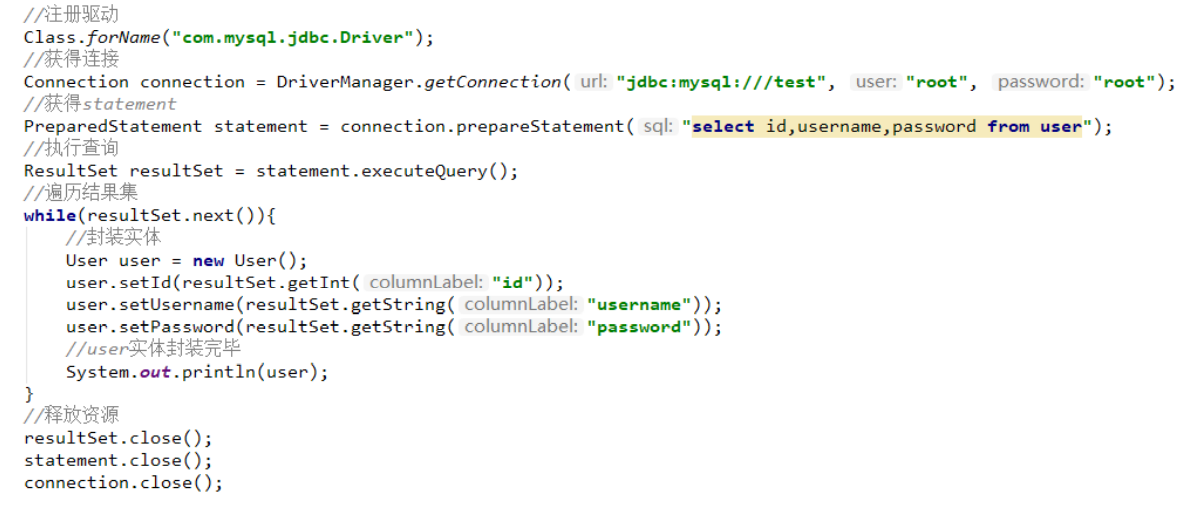 //注册驱动
Class.forName("com.mysql.jdbc.Driver");
//获得连接
Connection connection = DriverManager.getConnection( url: "jdbc:mysql:///test", user: "root", password: "root");
//获得statement
PreparedStatement statement = connection.prepareStatement( sql: "select id,username,password from user");
//执行查询
ResultSet resultSet = statement.executeQuery();
//遍历结果集
while(resultSet.next()){
    //封装实体
    User user = new User();
    user.setId(resultSet.getInt( columnLabel: "id"));
    user.setUsername(resultSet.getString( columnLabel: "username"));
    user.setPassword(resultSet.getString( columnLabel: "password"));
    //user实体封装完毕
    System.out.println(user);
}
//释放资源
resultSet.close();
statement.close();
connection.close();